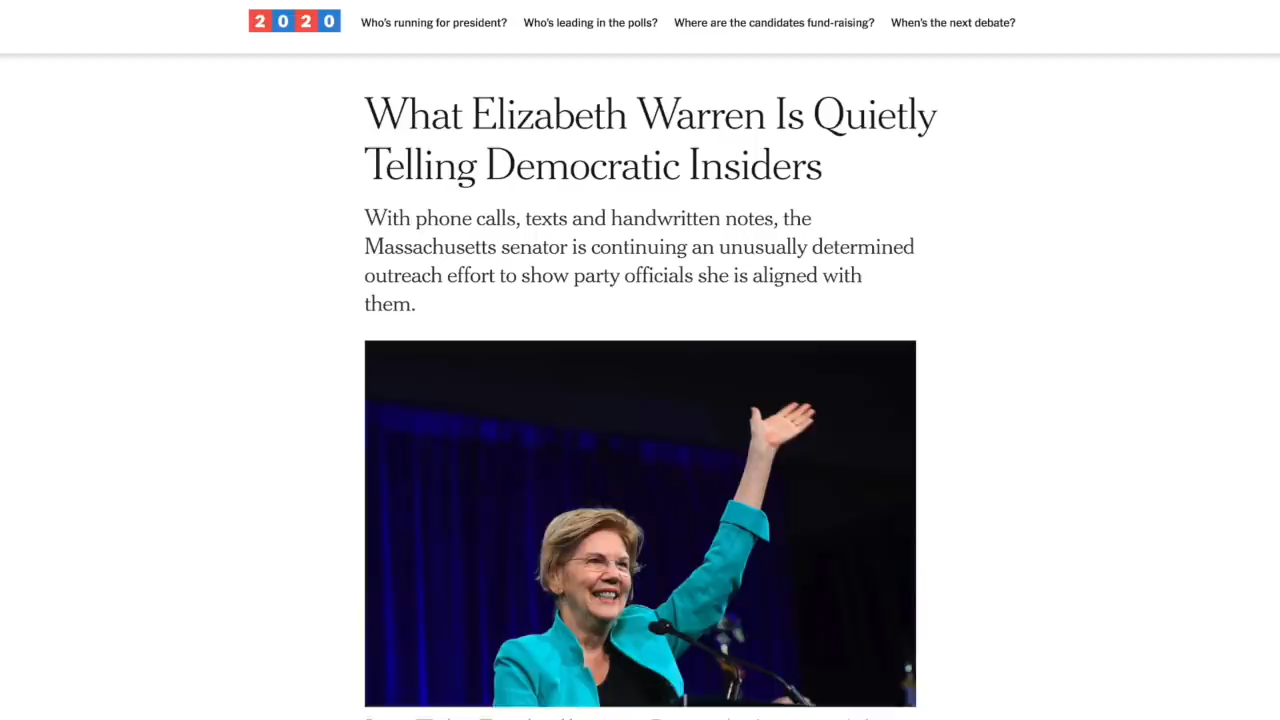 2020 Who's running for president? Who's leading in the polls? Where are the candidates fund-raising? When's the next debate?
What Elizabeth Warren Is Quietly
Telling Democratic Insiders
With phone calls, texts and handwritten notes, the
Massachusetts senator is continuing an unusually determined
outreach effort to show party officials she is aligned with
them.